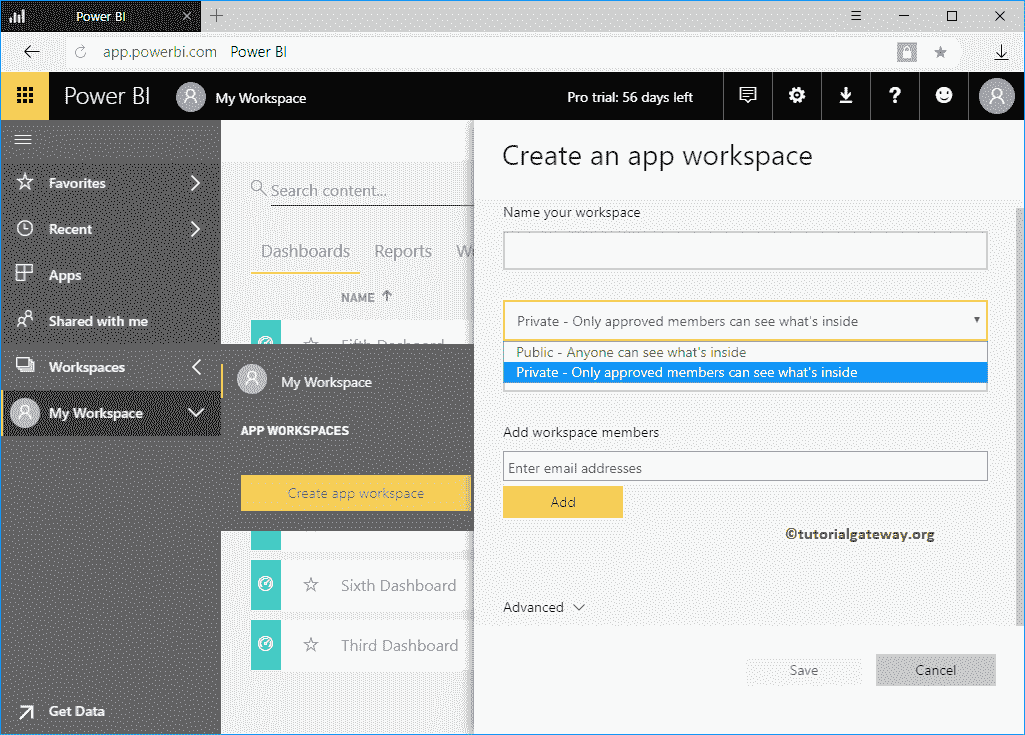 Power BI
app.powerbi.com Power BI
Power BI My Workspace Pro trial: 56 days left
Favorites
Recent
Apps
Shared with me
Workspaces
My Workspace
Get Data
Search content...
Dashboards Reports
NAME
My Workspace
APP WORKSPACES
Create app workspace
Sixth Dashboard
Third Dashboard
Create an app workspace
Name your workspace
Private - Only approved members can see what's inside
Public - Anyone can see what's inside
Private - Only approved members can see what's inside
Add workspace members
Enter email addresses
Add
©tutorialgateway.org
Advanced
Save Cancel